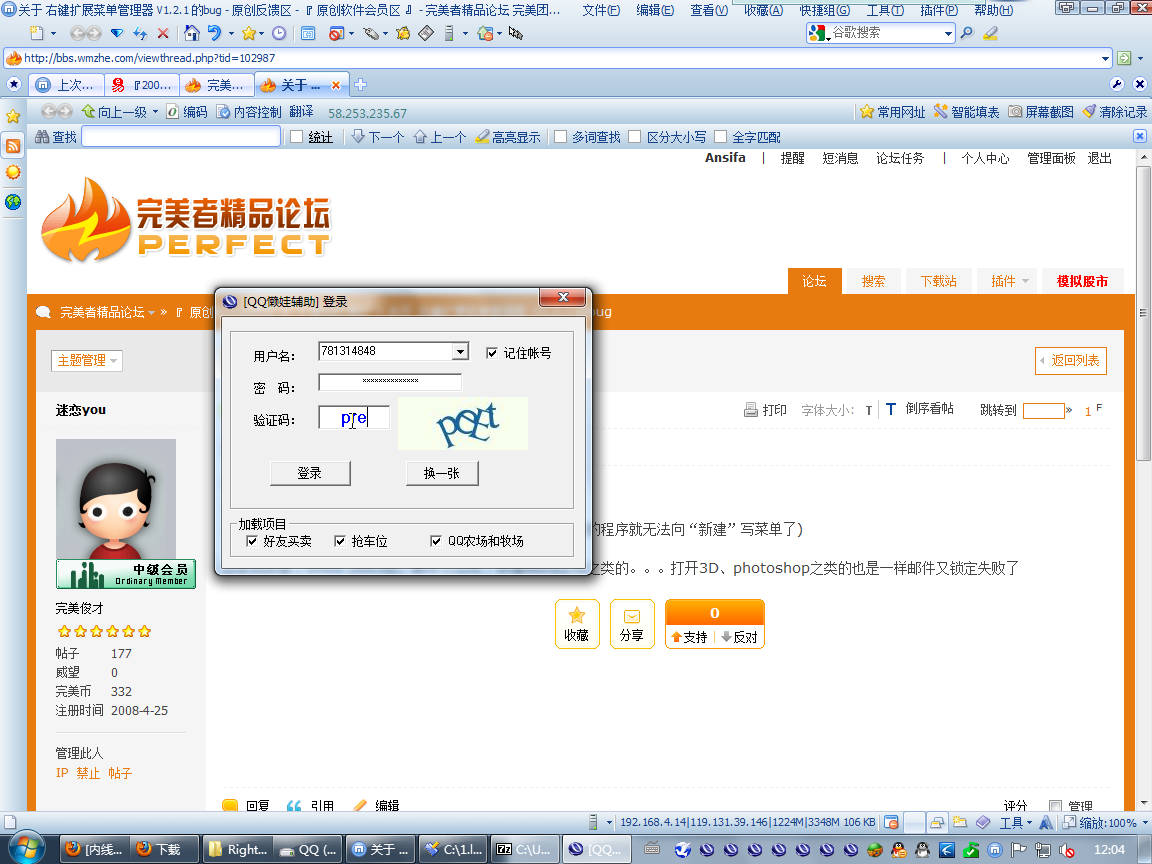 关于 右键扩展菜单管理器 V1.2.1 的bug - 原创反馈区 - 『 原创软件会员区 』 - 完美者精品论坛 完美团...
文件(F) 编辑(E) 查看(V) 收藏(A) 快捷组(G) 工具(T) 插件(P) 帮助(H)
谷歌搜索
http://bbs.wmzhe.com/viewthread.php?tid=102987
上次... 『200... 完美... 关于 ...
向上一级 编码 内容控制 翻译 58.253.235.67 常用网址 智能填表 屏幕截图 清除记录
查找 统计 下一个 上一个 高亮显示 多词查找 区分大小写 全字匹配
Ansifa | 提醒 短消息 论坛任务 | 个人中心 管理面板 退出
完美者精品论坛
PERFECT
论坛 搜索 下载站 插件 模拟股市
完美者精品论坛 » 『 原创 bug
主题管理 返回列表
迷恋you
打印 字体大小: T | T 倒序看帖 跳转到 » 1 F
[QQ懒娃辅助] 登录
用户名: 781314848 记住帐号
密 码: ××××××××××××××
验证码: pre
登录 换一张
加载项目
好友买卖 抢车位 QQ农场和牧场
的程序就无法向“新建”写菜单了)
之类的。。。打开3D、photoshop之类的也是一样邮件又锁定失败了
中级会员
Ordinary Member
收藏 分享 0
支持 反对
完美俊才
帖子 177
威望 0
完美币 332
注册时间 2008-4-25
管理此人
IP 禁止 帖子
回复 引用 编辑 评分 管理
192.168.4.14|119.131.39.146|1224M|3348M 106 KB 工具 缩放:100%
[内线... 下载 Right... QQ (... 关于 ... C:\1.l... C:\U... [QQ... 12:04